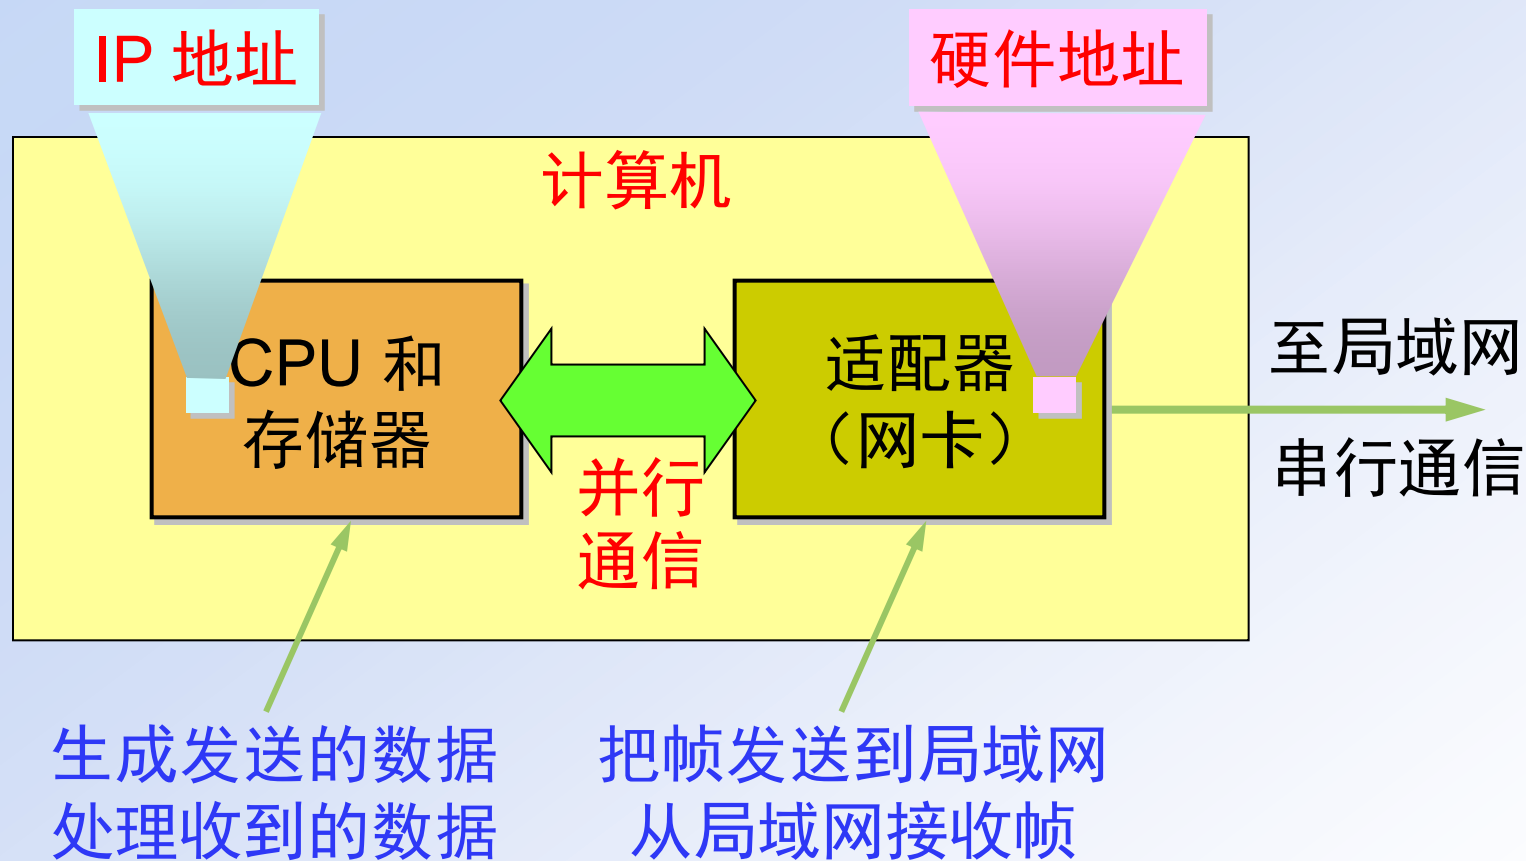 IP 地址
硬件地址
计算机
CPU 和
存储器
适配器
（网卡）
并行
通信
至局域网
串行通信
生成发送的数据
处理收到的数据
把帧发送到局域网
从局域网接收帧